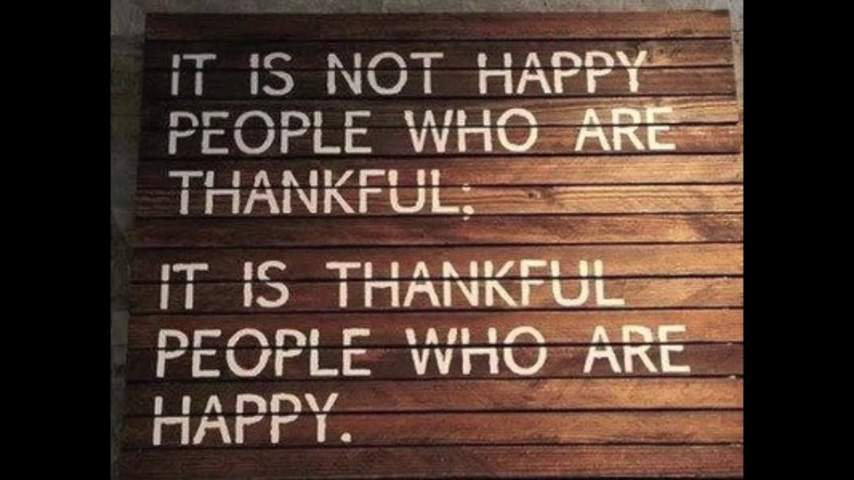 IT IS NOT HAPPY
PEOPLE WHO ARE
THANKFUL;
IT IS THANKFUL
PEOPLE WHO ARE
HAPPY.